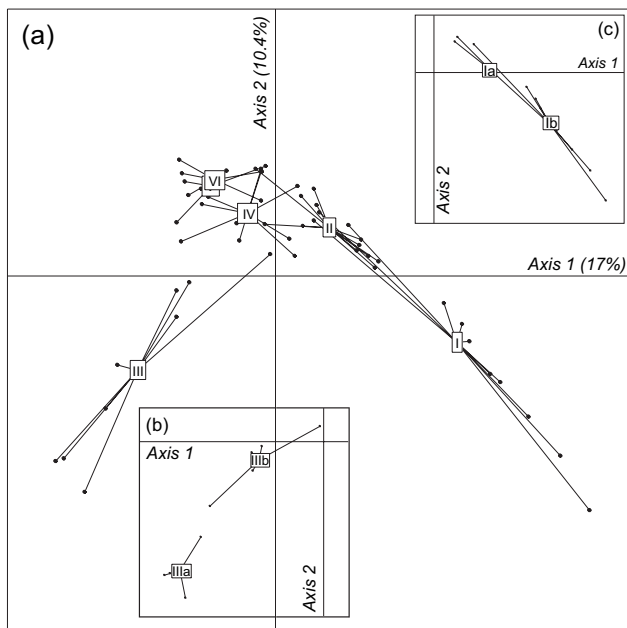 (a)
Axis 2 (10.4%)
(c)
Ia
Axis 1
Ib
Axis 2
VI
IV
II
Axis 1 (17%)
I
III
(b)
Axis 1
IIIb
IIIa
Axis 2